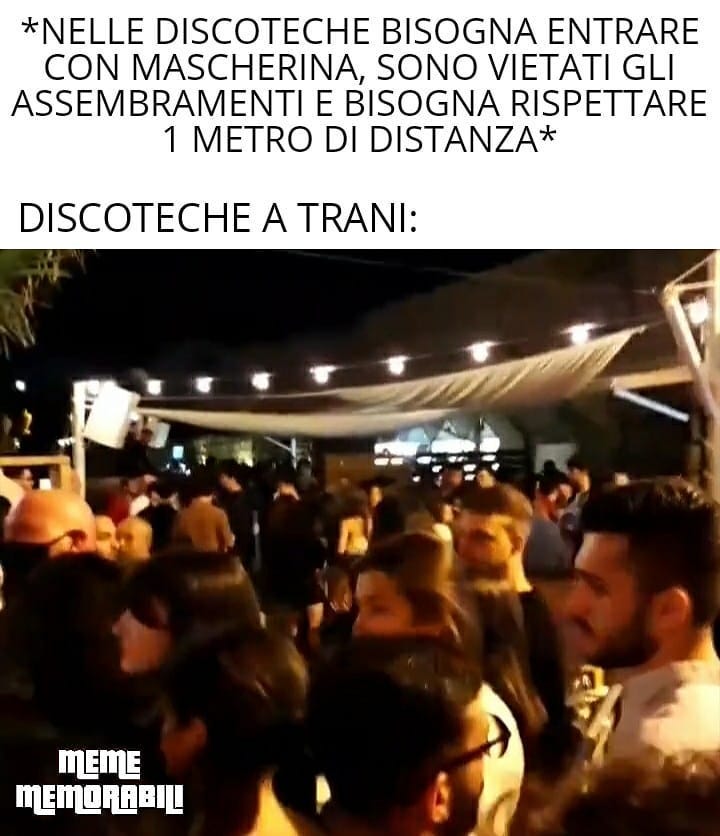 *NELLE DISCOTECHE BISOGNA ENTRARE
CON MASCHERINA, SONO VIETATI GLI
ASSEMBRAMENTI E BISOGNA RISPETTARE
1 METRO DI DISTANZA*
DISCOTECHE A TRANI:
MEME
MEMORABILI